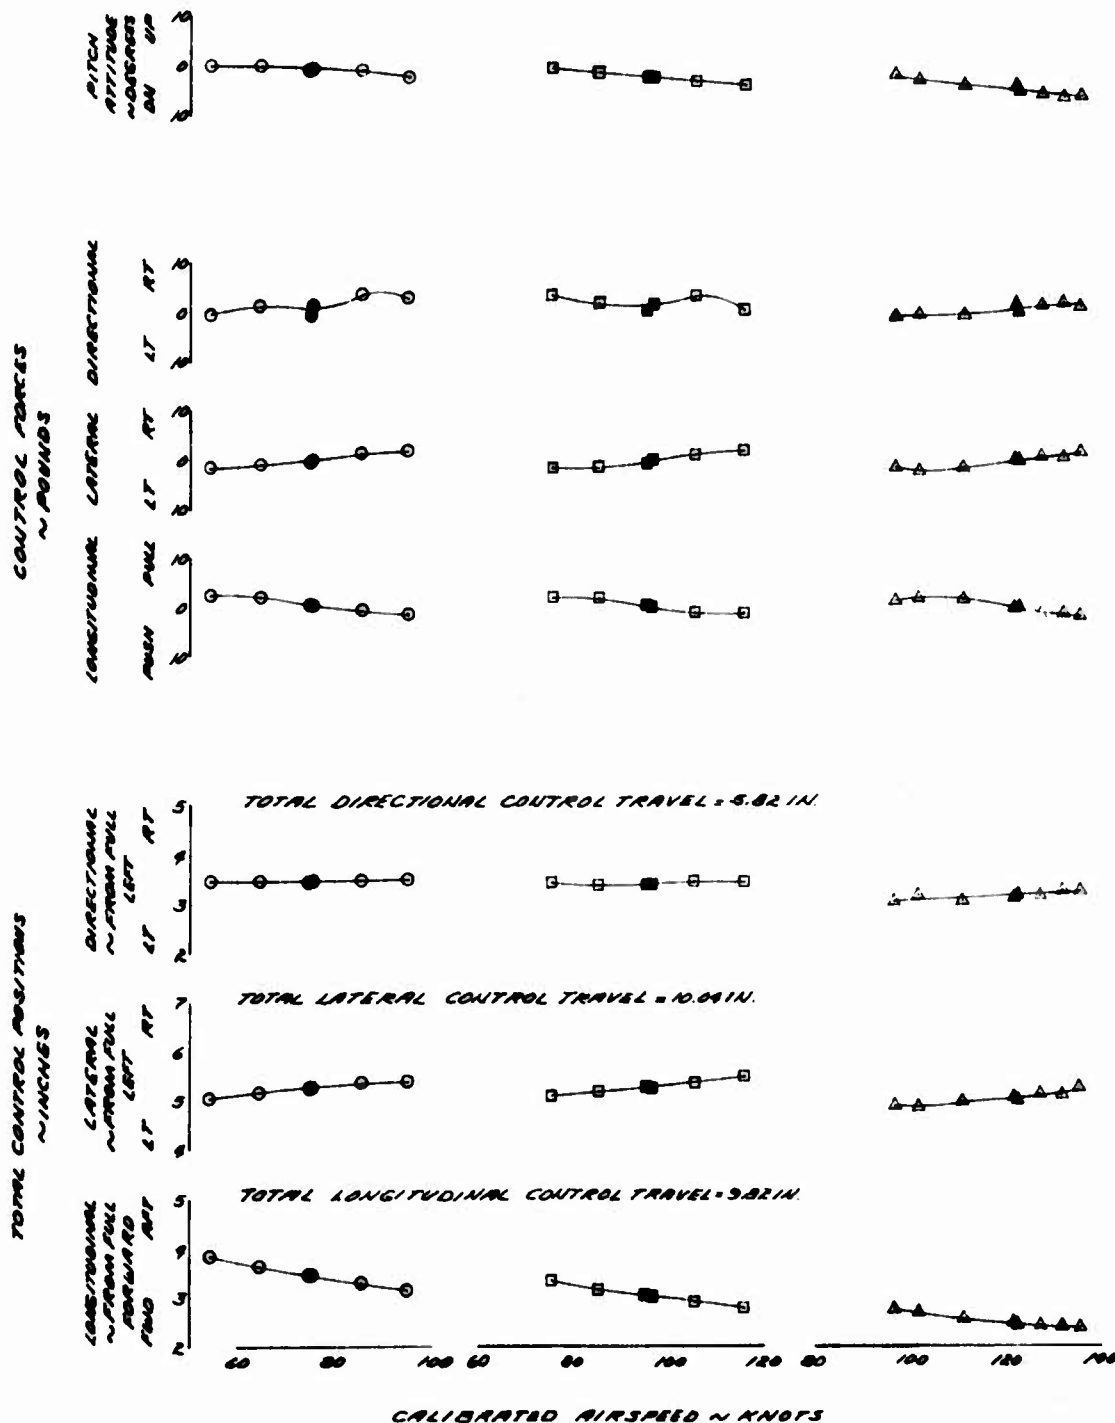 PITCH
ATTITUDE
~DEGREES
DN UP
10
0
10
CONTROL FORCES
~ POUNDS
DIRECTIONAL
LT RT
10
0
10
LATERAL
LT RT
10
0
10
LONGITUDINAL
PUSH PULL
10
0
10
TOTAL CONTROL POSITIONS
~INCHES
DIRECTIONAL
~FROM FULL
LEFT
LT RT
5
4
3
2
TOTAL DIRECTIONAL CONTROL TRAVEL = 6.82 IN.
LATERAL
~FROM FULL
LEFT
LT RT
7
6
5
4
TOTAL LATERAL CONTROL TRAVEL = 10.04 IN.
LONGITUDINAL
~FROM FULL
FORWARD
FWD AFT
5
4
3
2
TOTAL LONGITUDINAL CONTROL TRAVEL = 9.82 IN.
60 80 100 60 80 100 120 80 100 120 140
CALIBRATED AIRSPEED ~ KNOTS